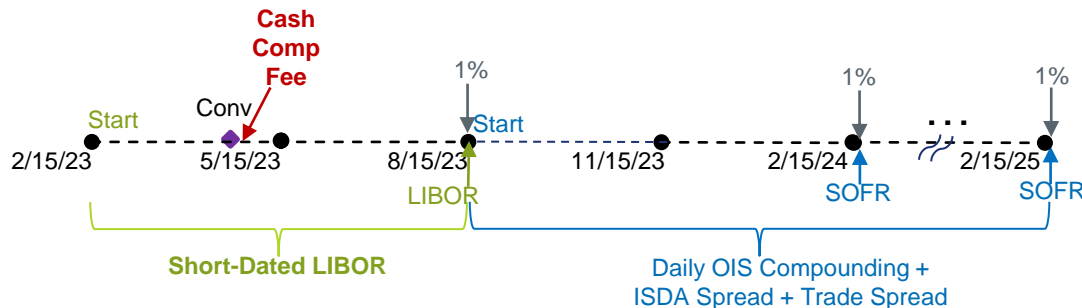 Cash
Comp
Fee
1%
1%
1%
Conv
Start
Start
...
2/15/23
5/15/23
8/15/23
11/15/23
2/15/24
2/15/25
LIBOR
SOFR
SOFR
Short-Dated LIBOR
Daily OIS Compounding +
ISDA Spread + Trade Spread